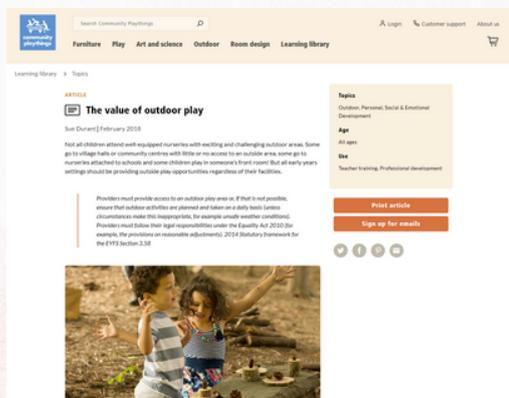 community
playthings
Search Community Playthings
Login
Customer support
About us
Furniture Play Art and science Outdoor Room design Learning library
Learning library > Topics
ARTICLE
The value of outdoor play
Sue Durant | February 2018
Not all children attend well-equipped nurseries with exciting and challenging outdoor areas. Some
go to village halls or community centres with little or no access to an outside area, some go to
nurseries attached to schools and some children play in someone's front room! But all early years
settings should be providing outside play opportunities regardless of their facilities.
Providers must provide access to an outdoor play area or, if that is not possible,
ensure that outdoor activities are planned and taken on a daily basis (unless
circumstances make this inappropriate, for example unsafe weather conditions).
Providers must follow their legal responsibilities under the Equality Act 2010 (for
example, the provisions on reasonable adjustments). 2014 Statutory framework for
the EYFS Section 3.58
Topics
Outdoor, Personal, Social & Emotional
Development
Age
All ages
Use
Teacher training, Professional development
Print article
Sign up for emails